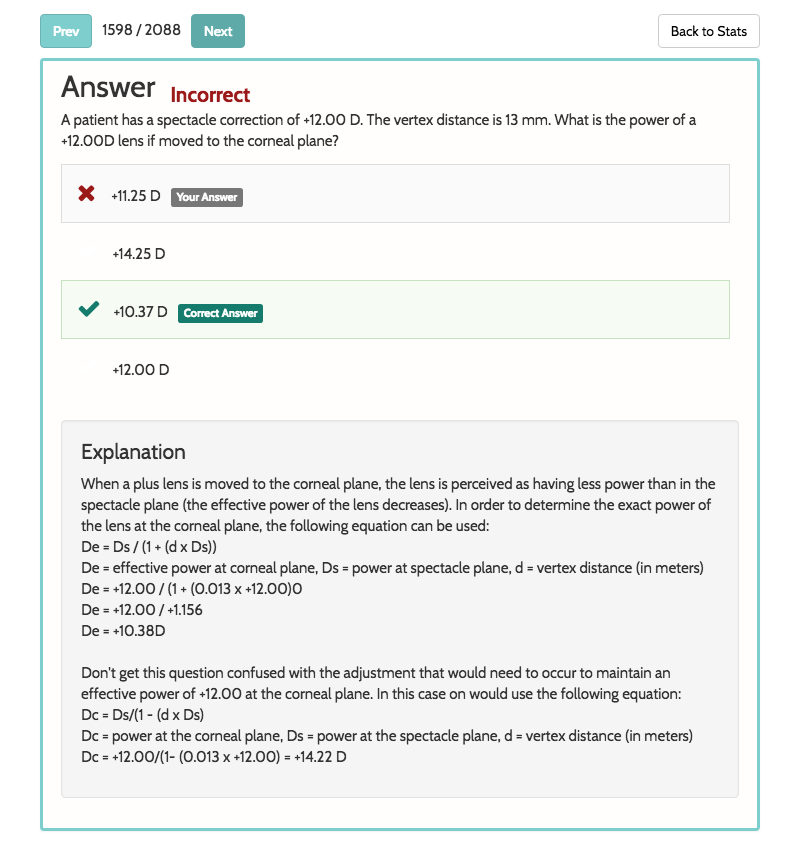 Prev 1598 / 2088 Next Back to Stats
Answer Incorrect
A patient has a spectacle correction of +12.00 D. The vertex distance is 13 mm. What is the power of a
+12.00D lens if moved to the corneal plane?
+11.25 D Your Answer
+14.25 D
+10.37 D Correct Answer
+12.00 D
Explanation
When a plus lens is moved to the corneal plane, the lens is perceived as having less power than in the
spectacle plane (the effective power of the lens decreases). In order to determine the exact power of
the lens at the corneal plane, the following equation can be used:
De = Ds / (1 + (d x Ds))
De = effective power at corneal plane, Ds = power at spectacle plane, d = vertex distance (in meters)
De = +12.00 / (1 + (0.013 x +12.00)0
De = +12.00 / +1.156
De = +10.38D
Don't get this question confused with the adjustment that would need to occur to maintain an
effective power of +12.00 at the corneal plane. In this case on would use the following equation:
Dc = Ds/(1 - (d x Ds)
Dc = power at the corneal plane, Ds = power at the spectacle plane, d = vertex distance (in meters)
Dc = +12.00/(1- (0.013 x +12.00) = +14.22 D